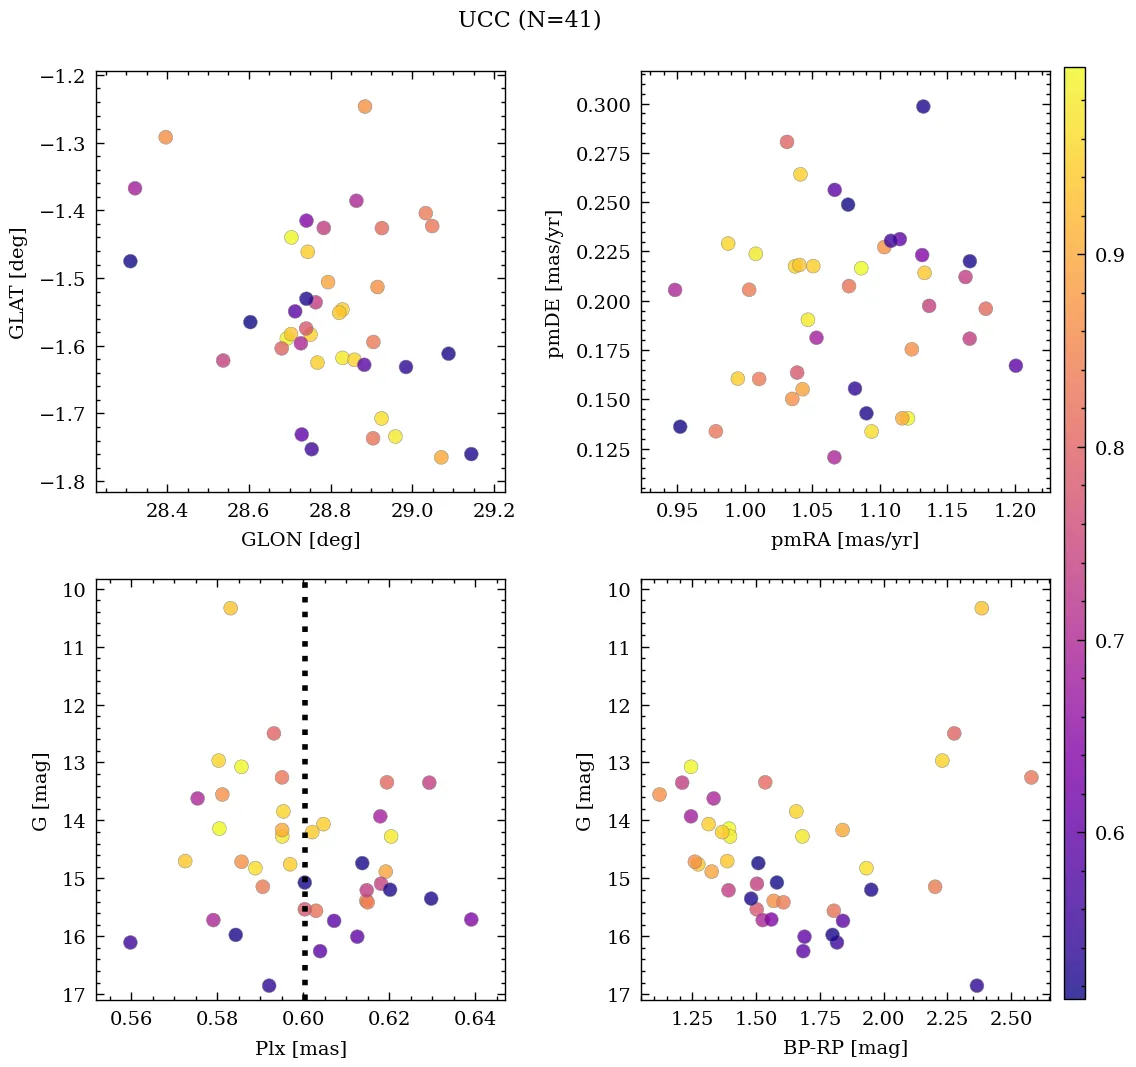 UCC (N=41)
−1.2
−1.3
−1.4
−1.5
−1.6
−1.7
−1.8
GLAT [deg]
28.4 28.6 28.8 29.0 29.2
GLON [deg]
0.300
0.275
0.250
0.225
0.200
0.175
0.150
0.125
pmDE [mas/yr]
0.95 1.00 1.05 1.10 1.15 1.20
pmRA [mas/yr]
10
11
12
13
14
15
16
17
G [mag]
0.56 0.58 0.60 0.62 0.64
Plx [mas]
10
11
12
13
14
15
16
17
G [mag]
1.25 1.50 1.75 2.00 2.25 2.50
BP-RP [mag]
0.9
0.8
0.7
0.6